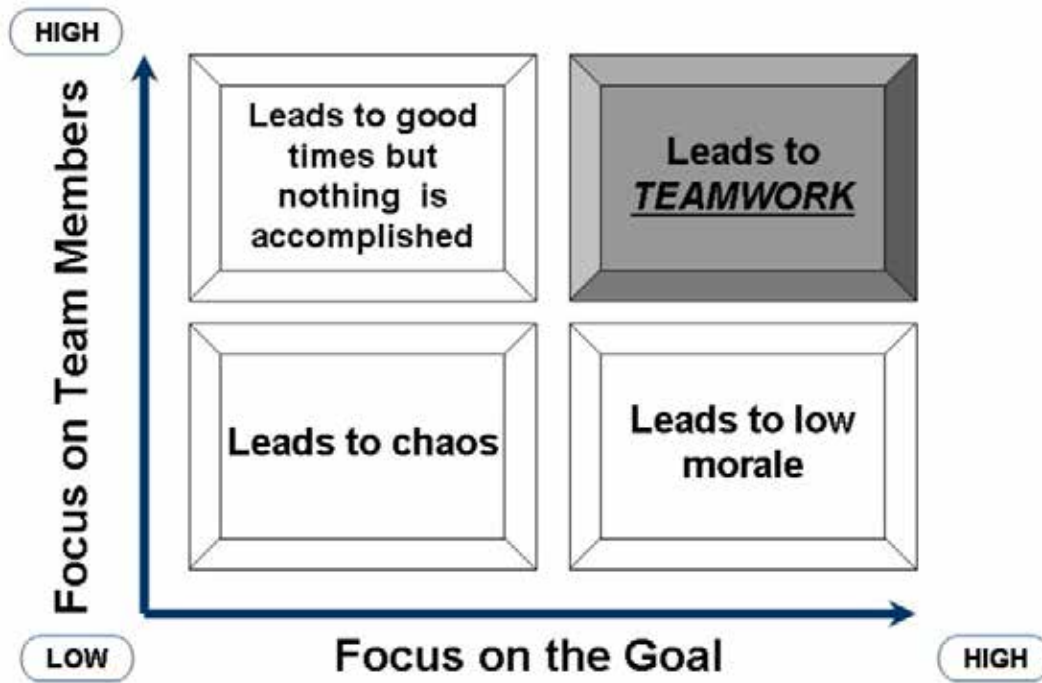 HIGH
Focus on Team Members
Leads to good
times but
nothing is
accomplished
Leads to
TEAMWORK
Leads to chaos
Leads to low
morale
LOW
Focus on the Goal
HIGH